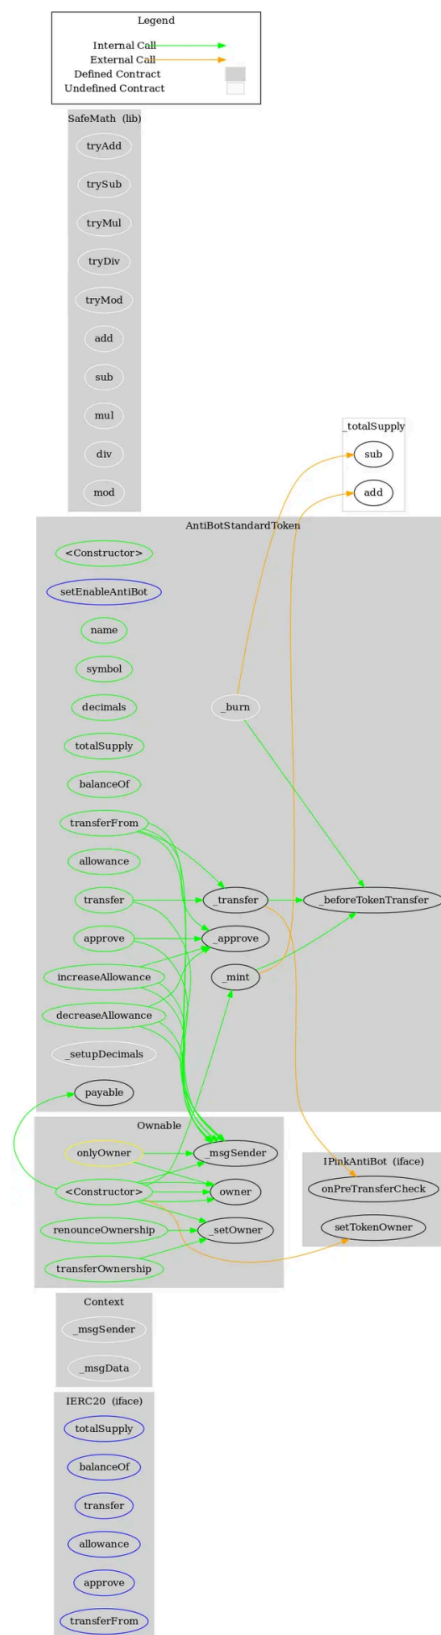 Legend
Internal Call
External Call
Defined Contract
Undefined Contract
SafeMath (lib)
tryAdd
trySub
tryMul
tryDiv
tryMod
add
sub
mul
div
mod
_totalSupply
sub
add
AntiBotStandardToken
<Constructor>
setEnableAntiBot
name
symbol
decimals
_burn
totalSupply
balanceOf
transferFrom
allowance
transfer
_transfer
_beforeTokenTransfer
approve
_approve
increaseAllowance
_mint
decreaseAllowance
_setupDecimals
payable
Ownable
onlyOwner
_msgSender
<Constructor>
owner
renounceOwnership
_setOwner
transferOwnership
IPinkAntiBot (iface)
onPreTransferCheck
setTokenOwner
Context
_msgSender
_msgData
IERC20 (iface)
totalSupply
balanceOf
transfer
allowance
approve
transferFrom